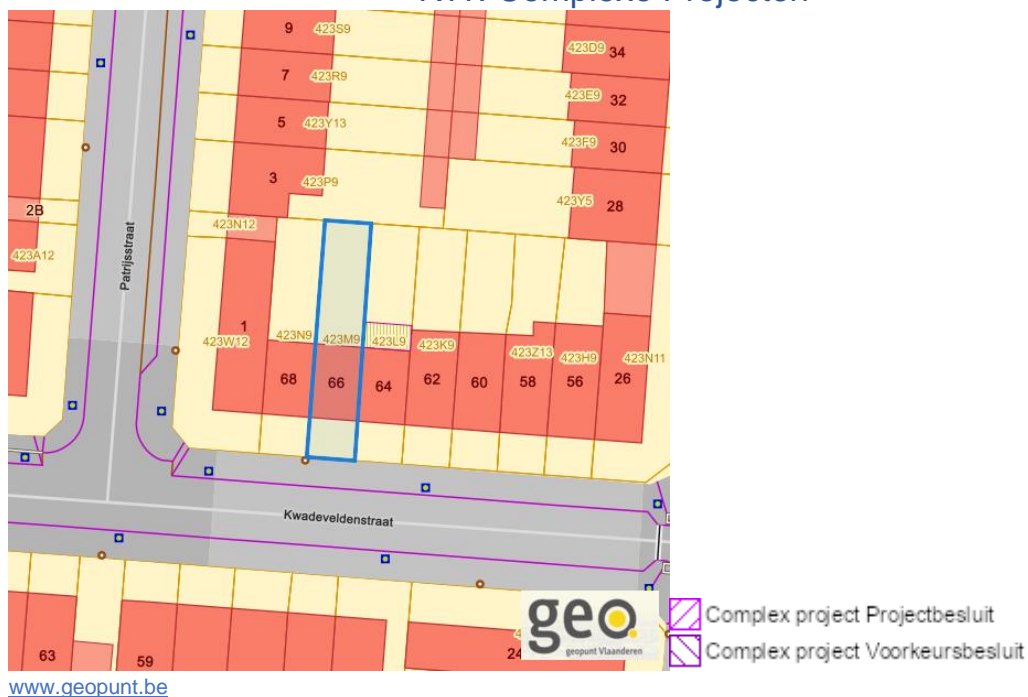 9 423S9
7 423R9
5 423Y13
3 423P9
423D9 34
423E9 32
423F9 30
423Y5 28
2B
423A12
423N12
Patrijsstraat
1
423W12
423N9 423M9 423L9 423K9 423Z13 423H9 423N11
68 66 64 62 60 58 56 26
Kwadeveldenstraat
63 59 24
geo.
geopunt Vlaanderen
Complex project Projectbesluit
Complex project Voorkeursbesluit
www.geopunt.be